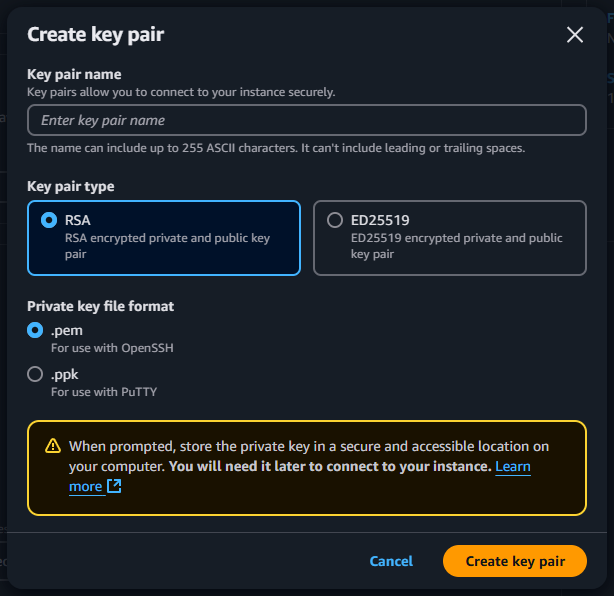 Create key pair
Key pair name
Key pairs allow you to connect to your instance securely.
Enter key pair name
The name can include up to 255 ASCII characters. It can't include leading or trailing spaces.
Key pair type
RSA
RSA encrypted private and public key
pair
ED25519
ED25519 encrypted private and public
key pair
Private key file format
.pem
For use with OpenSSH
.ppk
For use with PuTTY
When prompted, store the private key in a secure and accessible location on
your computer. You will need it later to connect to your instance. Learn
more
Cancel
Create key pair